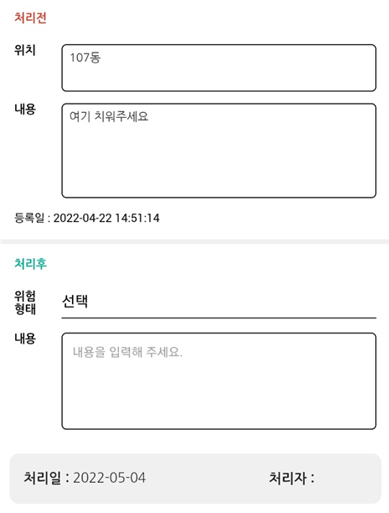 처리전
위치
107동
내용
여기 치워주세요
등록일 : 2022-04-22 14:51:14
처리후
위험
형태
선택
내용
내용을 입력해 주세요.
처리일 : 2022-05-04
처리자 :